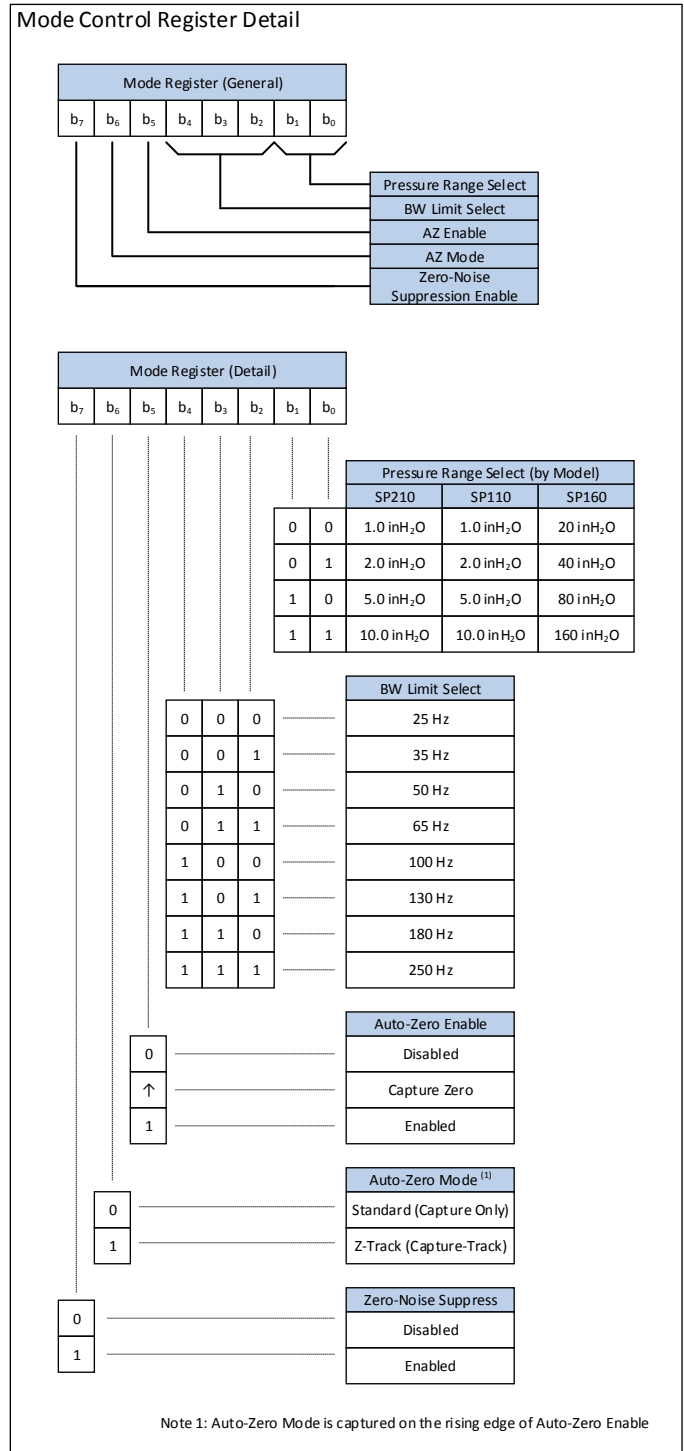 Mode Control Register Detail
Mode Register (General)
b₇ b₆ b₅ b₄ b₃ b₂ b₁ b₀
Pressure Range Select
BW Limit Select
AZ Enable
AZ Mode
Zero-Noise
Suppression Enable
Mode Register (Detail)
b₇ b₆ b₅ b₄ b₃ b₂ b₁ b₀
Pressure Range Select (by Model)
SP210 SP110 SP160
0 0 1.0 inH₂O 1.0 inH₂O 20 inH₂O
0 1 2.0 inH₂O 2.0 inH₂O 40 inH₂O
1 0 5.0 inH₂O 5.0 inH₂O 80 inH₂O
1 1 10.0 inH₂O 10.0 inH₂O 160 inH₂O
BW Limit Select
0 0 0 25 Hz
0 0 1 35 Hz
0 1 0 50 Hz
0 1 1 65 Hz
1 0 0 100 Hz
1 0 1 130 Hz
1 1 0 180 Hz
1 1 1 250 Hz
Auto-Zero Enable
0 Disabled
↑ Capture Zero
1 Enabled
Auto-Zero Mode ⁽¹⁾
0 Standard (Capture Only)
1 Z-Track (Capture-Track)
Zero-Noise Suppress
0 Disabled
1 Enabled
Note 1: Auto-Zero Mode is captured on the rising edge of Auto-Zero Enable